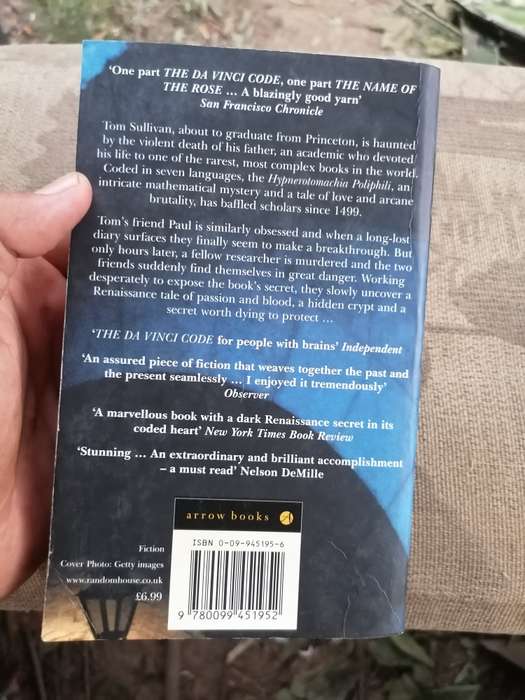 ‘One part THE DA VINCI CODE, one part THE NAME OF
THE ROSE ... A blazingly good yarn’
San Francisco Chronicle
Tom Sullivan, about to graduate from Princeton, is haunted
by the violent death of his father, an academic who devoted
his life to one of the rarest, most complex books in the world.
Coded in seven languages, the Hypnerotomachia Poliphili, an
intricate mathematical mystery and a tale of love and arcane
brutality, has baffled scholars since 1499.
Tom's friend Paul is similarly obsessed and when a long-lost
diary surfaces they finally seem to make a breakthrough. But
only hours later, a fellow researcher is murdered and the two
friends suddenly find themselves in great danger. Working
desperately to expose the book's secret, they slowly uncover a
Renaissance tale of passion and blood, a hidden crypt and a
secret worth dying to protect ...
‘THE DA VINCI CODE for people with brains’ Independent
‘An assured piece of fiction that weaves together the past and
the present seamlessly ... I enjoyed it tremendously’
Observer
‘A marvellous book with a dark Renaissance secret in its
coded heart’ New York Times Book Review
‘Stunning ... An extraordinary and brilliant accomplishment
– a must read’ Nelson DeMille
arrow books
ISBN 0-09-945195-6
9 780099 451952
Fiction
Cover Photo: Getty images
www.randomhouse.co.uk
£6.99